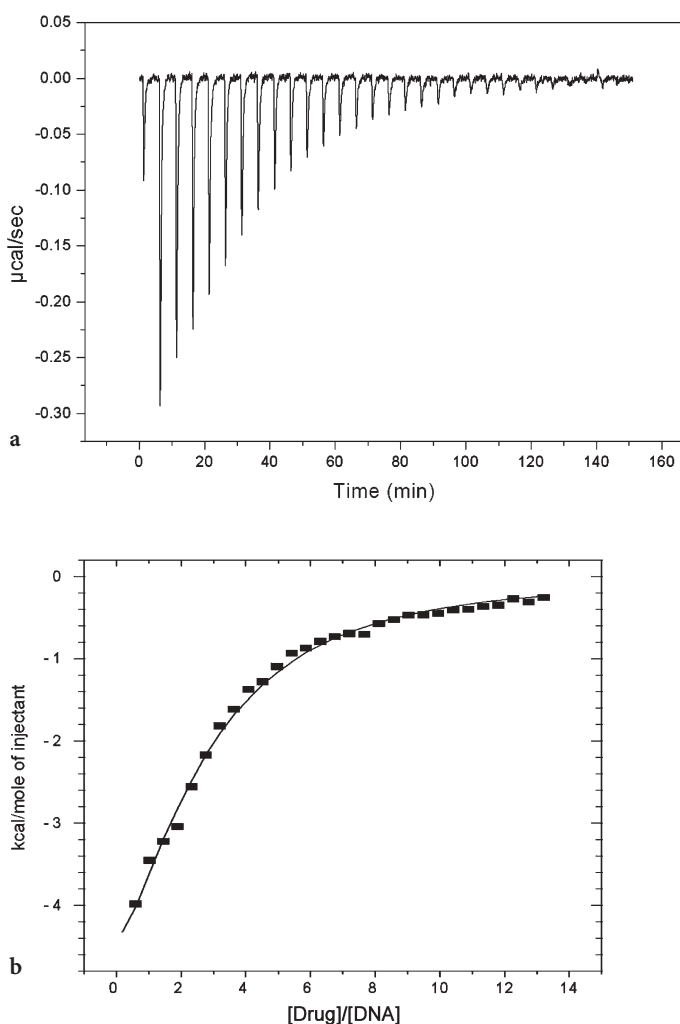 0.05
0.00
-0.05
-0.10
-0.15
-0.20
-0.25
-0.30
µcal/sec
a
0 20 40 60 80 100 120 140 160
Time (min)
0
- 1
- 2
- 3
- 4
kcal/mole of injectant
b
0 2 4 6 8 10 12 14
[Drug]/[DNA]